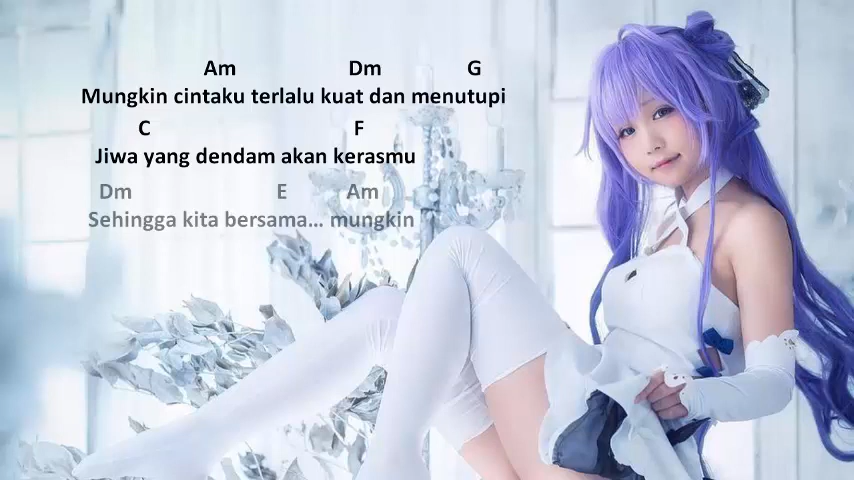 Am Dm G
Mungkin cintaku terlalu kuat dan menutupi
C F
Jiwa yang dendam akan kerasmu
Dm E Am
Sehingga kita bersama... mungkin